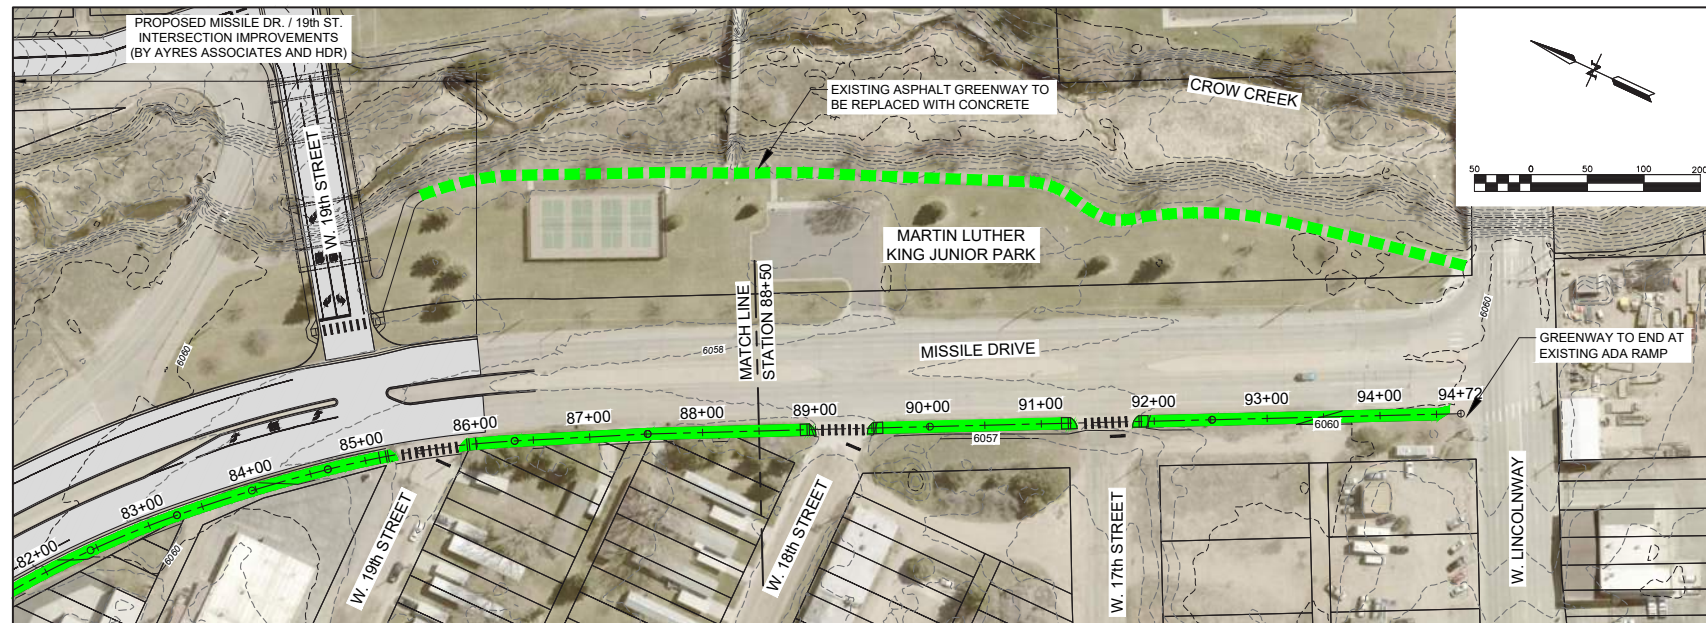 PROPOSED MISSILE DR. / 19th ST.
INTERSECTION IMPROVEMENTS
(BY AYRES ASSOCIATES AND HDR)
W. 19th STREET
EXISTING ASPHALT GREENWAY TO
BE REPLACED WITH CONCRETE
CROW CREEK
N
50 0 50 100 200
MARTIN LUTHER
KING JUNIOR PARK
MATCH LINE
STATION 88+50
MISSILE DRIVE
6058
6060
6060
GREENWAY TO END AT
EXISTING ADA RAMP
82+00
83+00
84+00
85+00
86+00
87+00
88+00
89+00
90+00
91+00
92+00
93+00
94+00
94+72
6057
6060
6060
W. 19th STREET
W. 18th STREET
W. 17th STREET
W. LINCOLNWAY